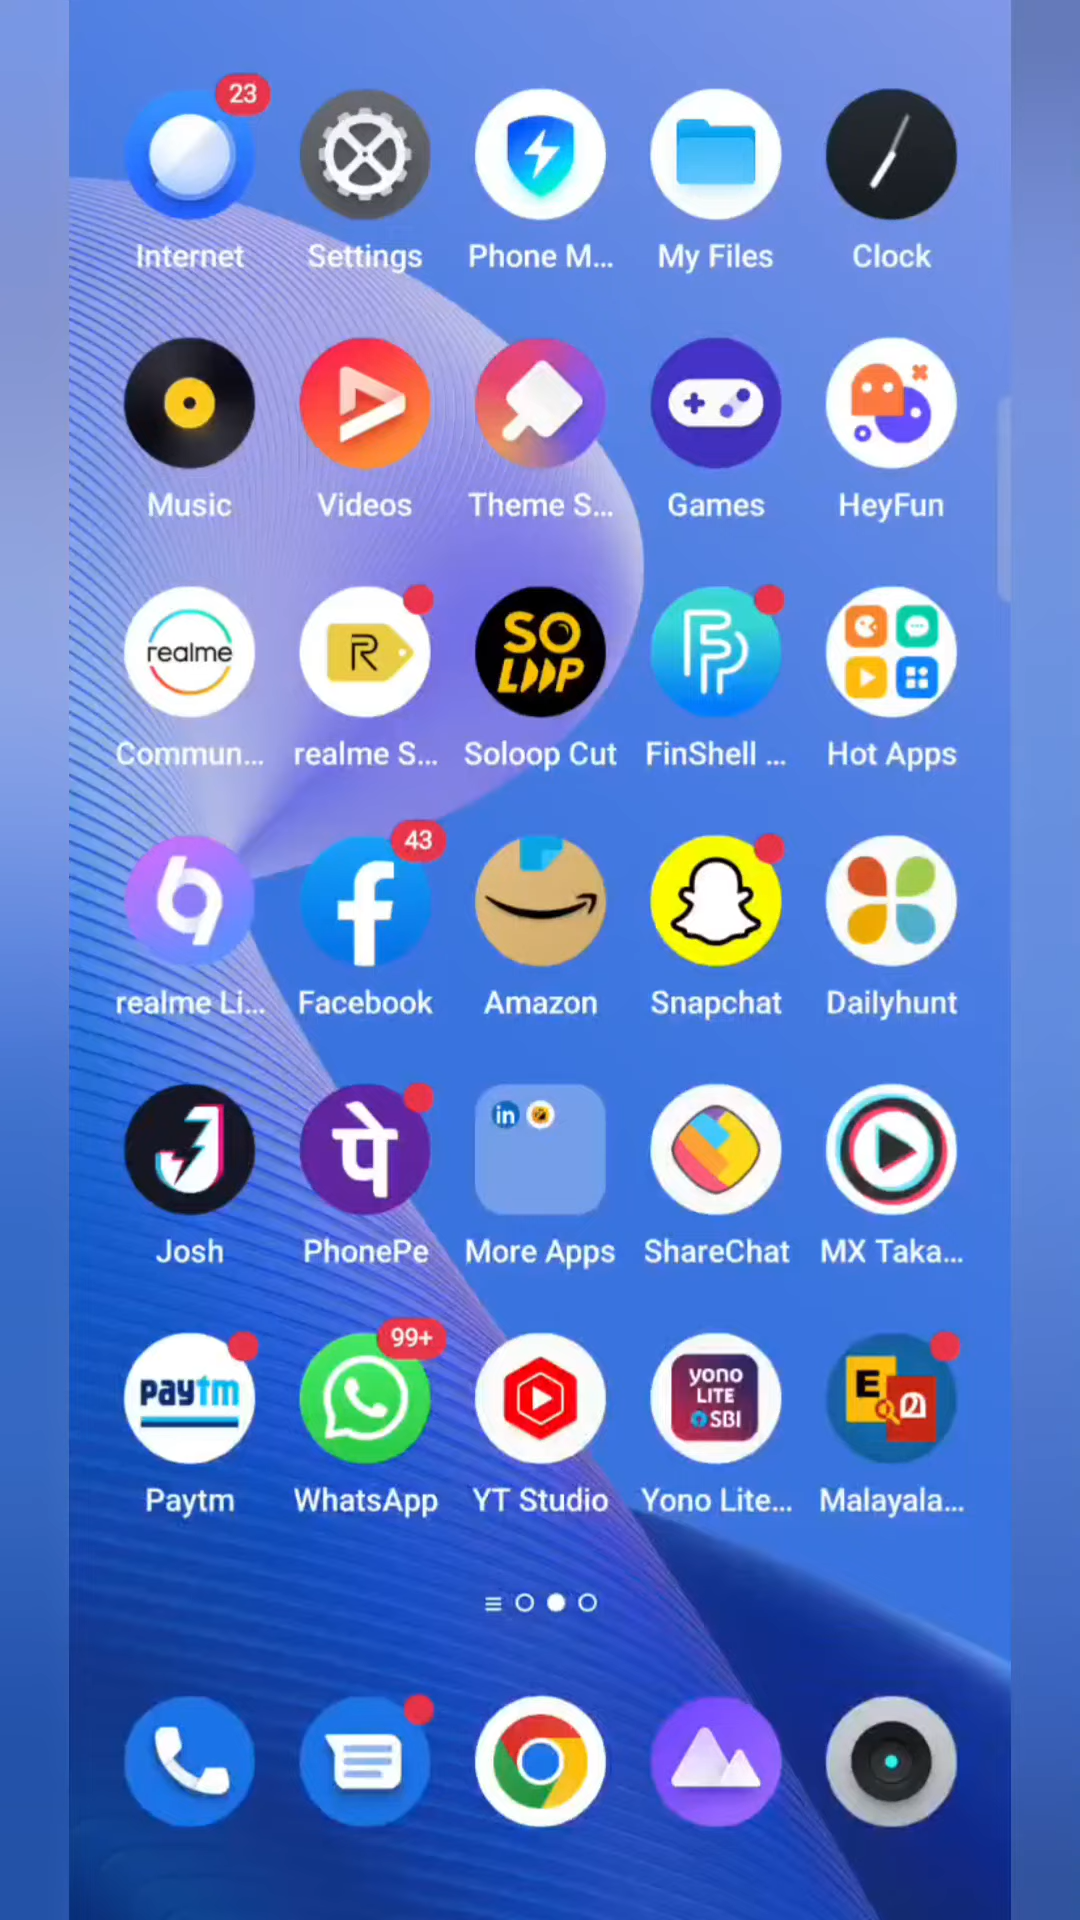 23
Internet Settings Phone M... My Files Clock
Music Videos Theme S... Games HeyFun
realme R SO
LOOP
Commun... realme S... Soloop Cut FinShell ... Hot Apps
43
realme Li... Facebook Amazon Snapchat Dailyhunt
पे in
Josh PhonePe More Apps ShareChat MX Taka...
99+
paytm yono
LITE
SBI
E
മ
Paytm WhatsApp YT Studio Yono Lite... Malayala...